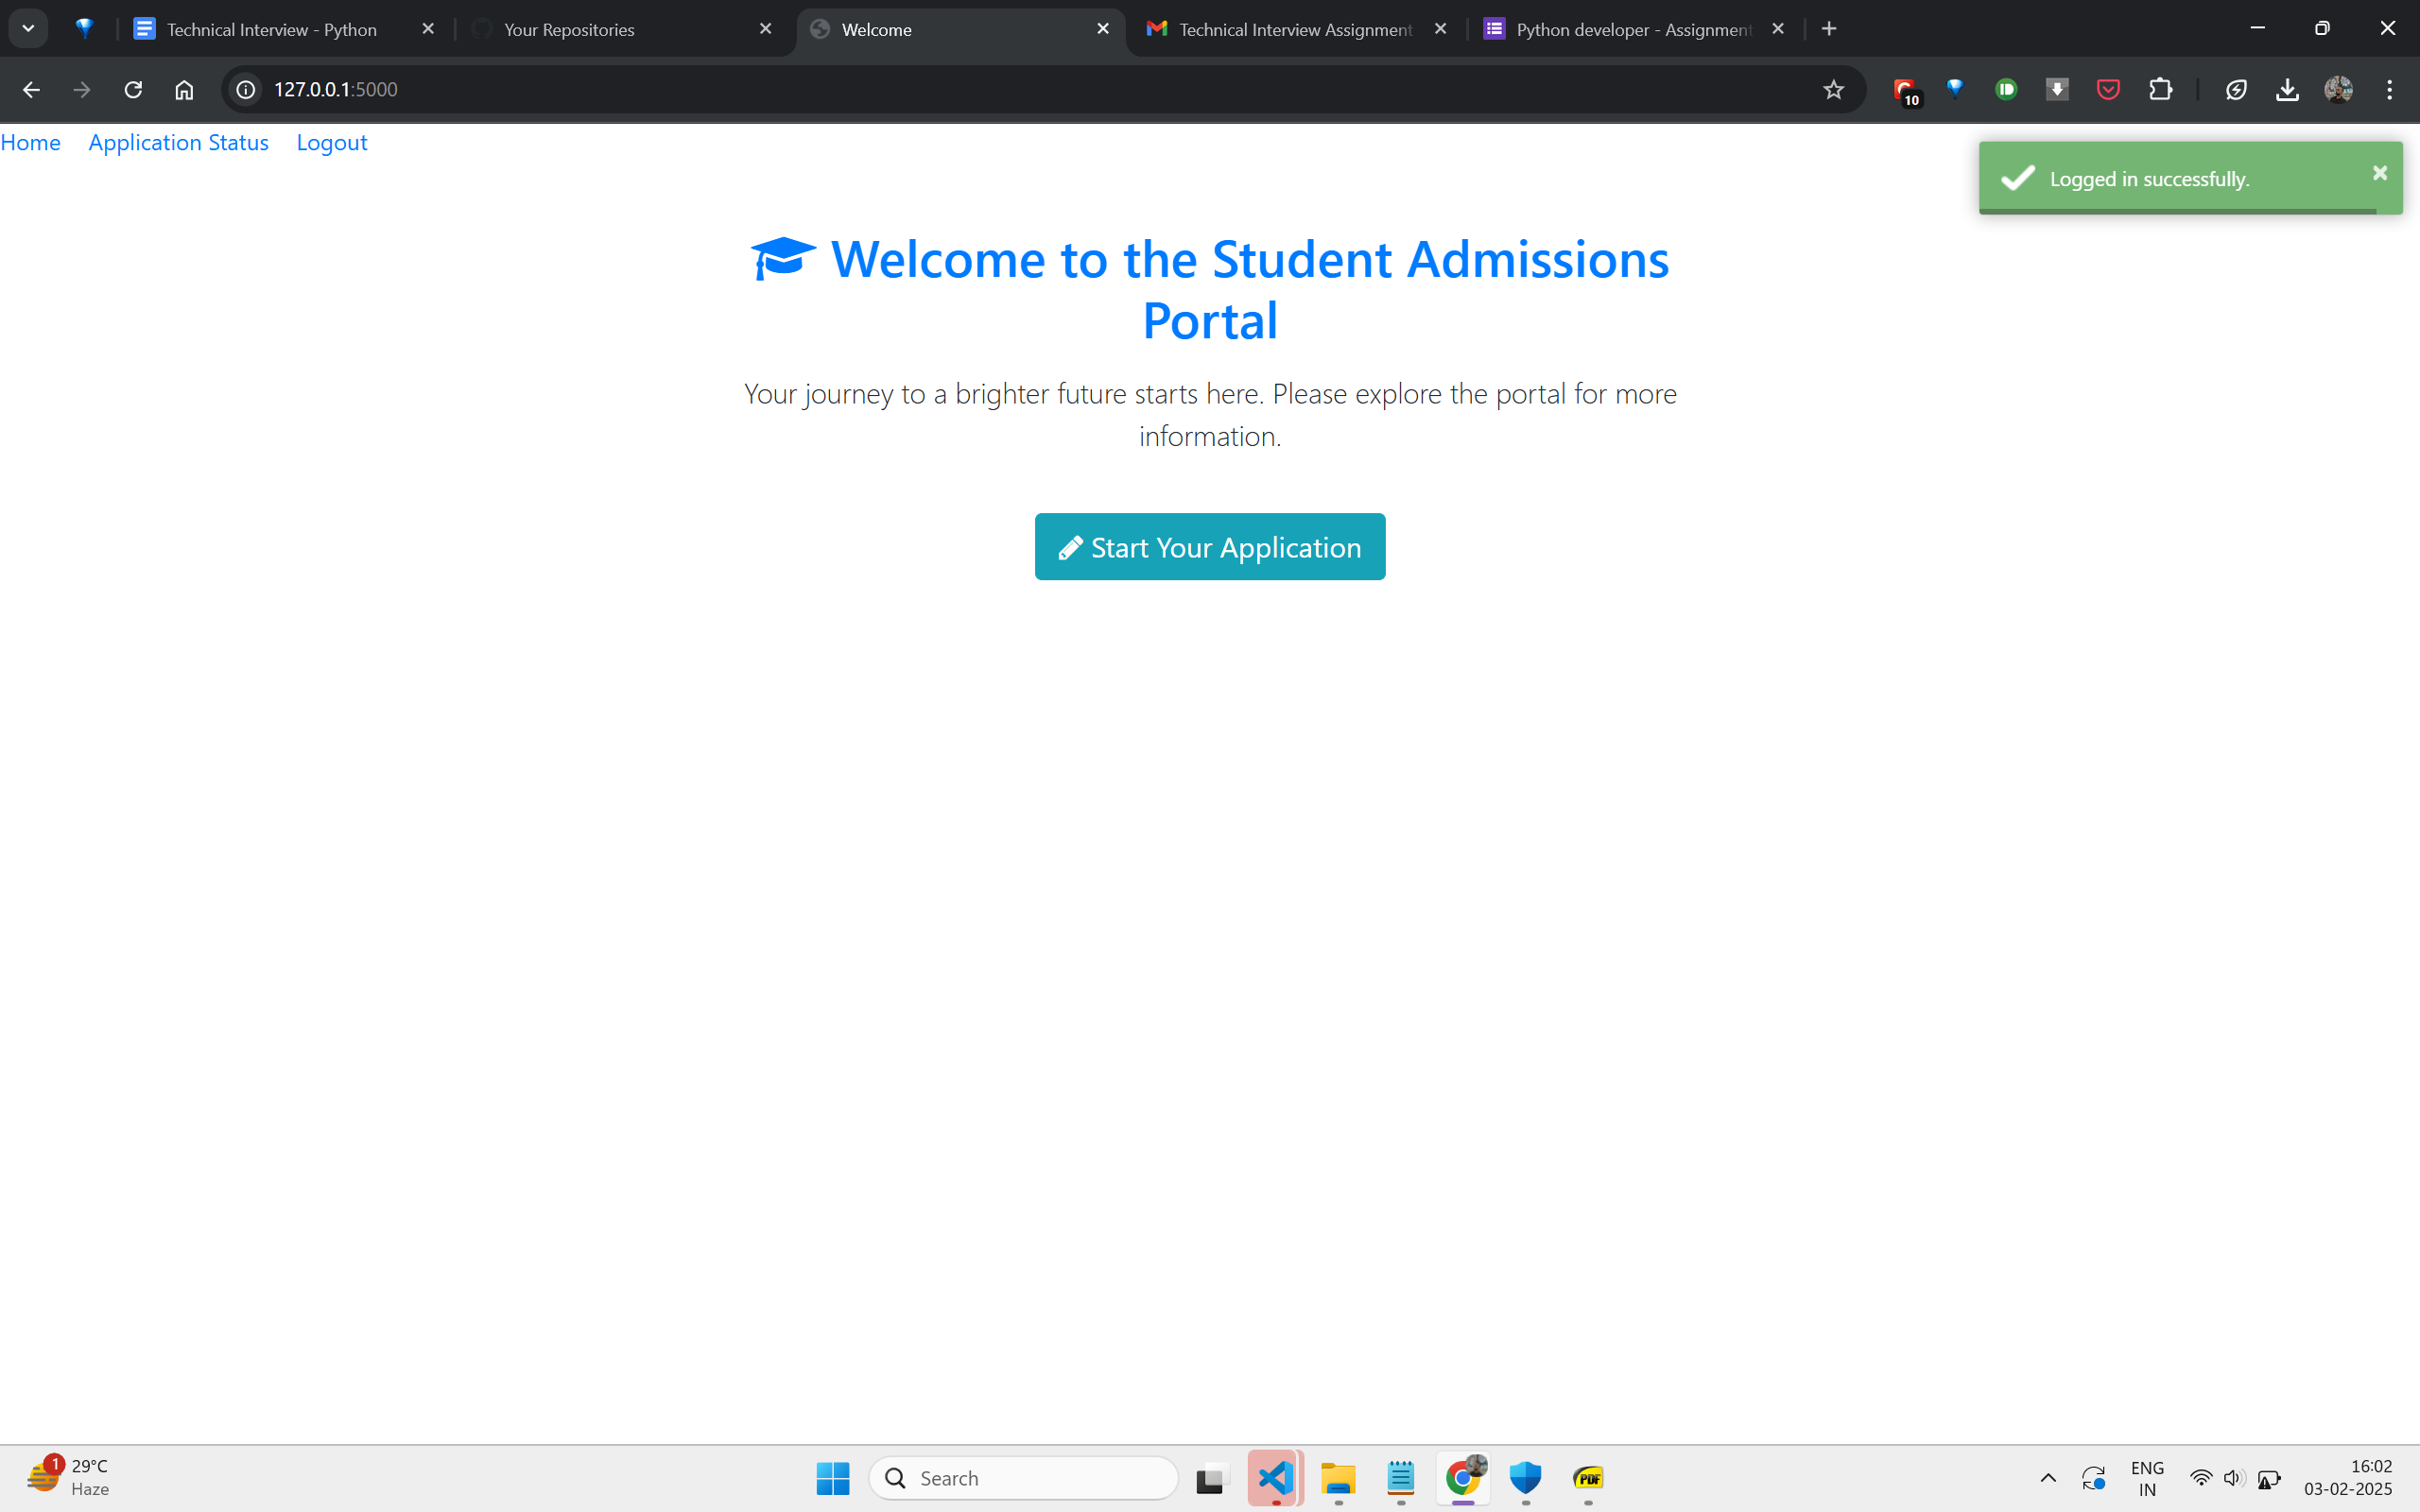 Technical Interview - Python
Your Repositories
Welcome
Technical Interview Assignment
Python developer - Assignment
127.0.0.1:5000
10
Home Application Status Logout
Logged in successfully.
Welcome to the Student Admissions
Portal
Your journey to a brighter future starts here. Please explore the portal for more
information.
Start Your Application
1
29°C
Haze
Search
PDF
ENG
IN
16:02
03-02-2025